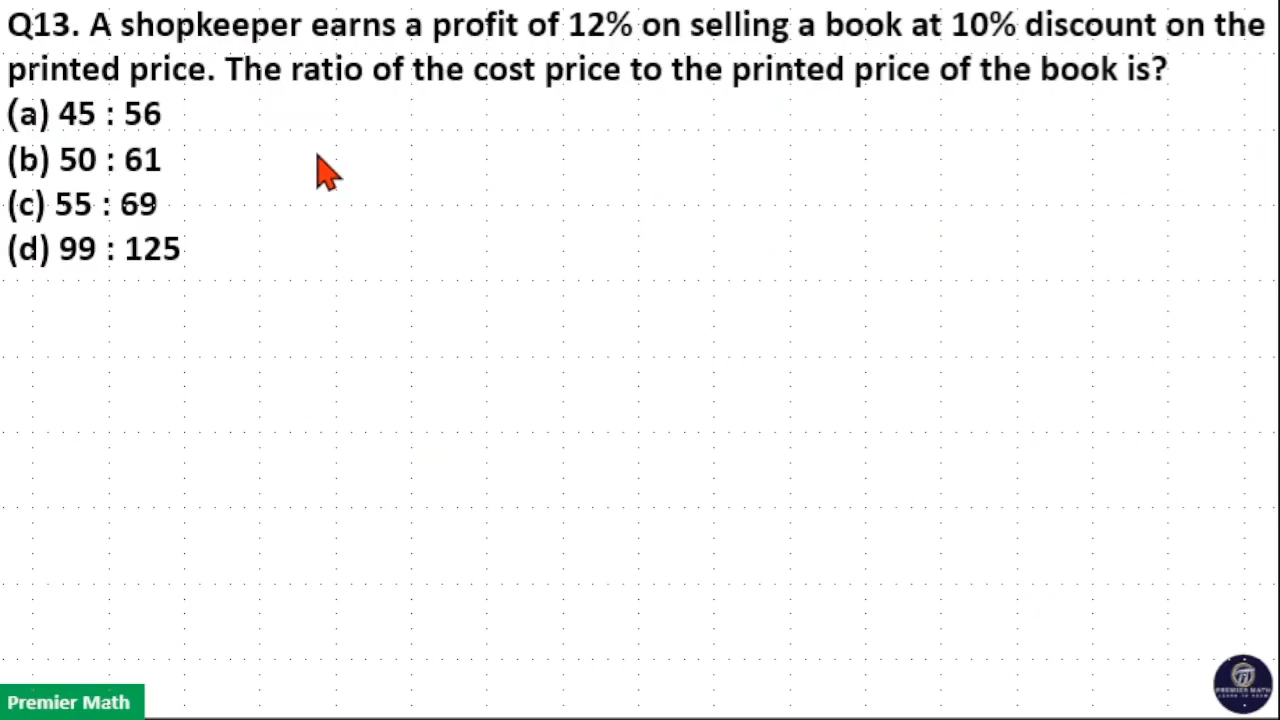 Q13. A shopkeeper earns a profit of 12% on selling a book at 10% discount on the
printed price. The ratio of the cost price to the printed price of the book is?
(a) 45 : 56
(b) 50 : 61
(c) 55 : 69
(d) 99 : 125
Premier Math
PREMIER MATH